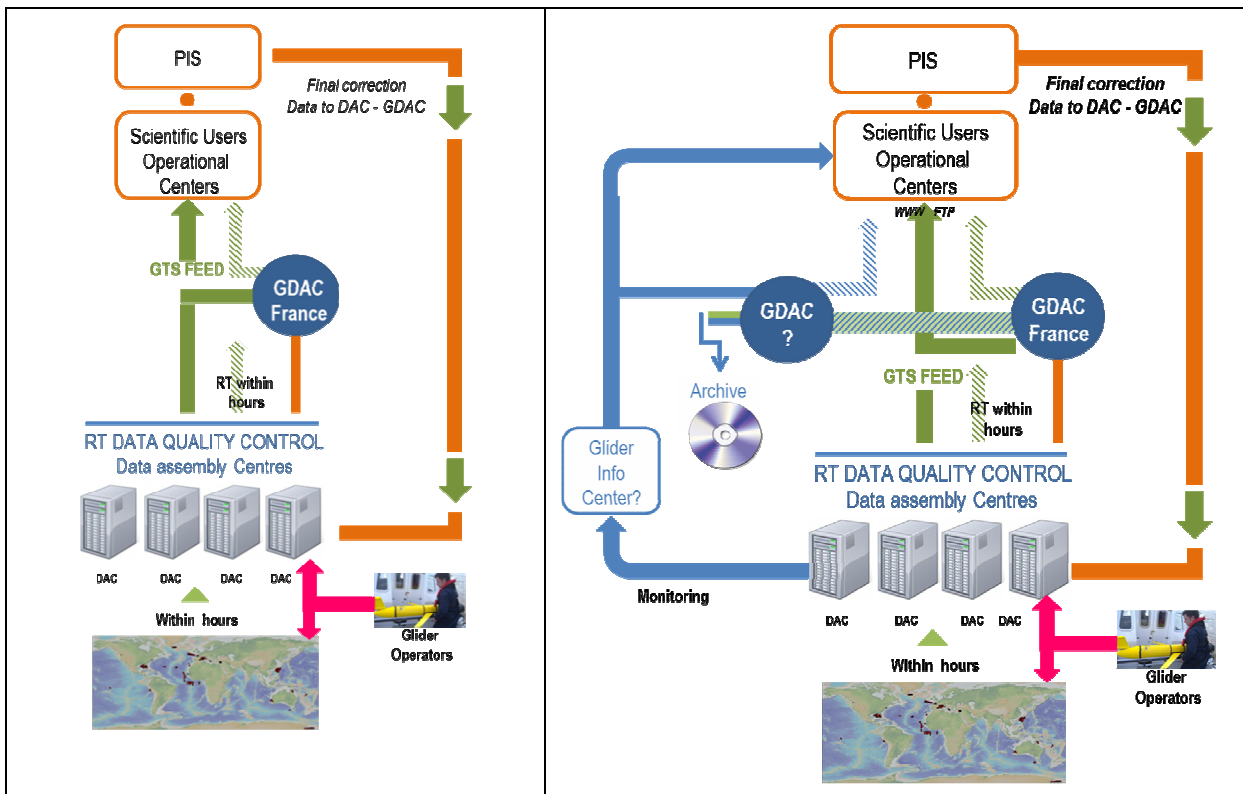 PIS
Final correction
Data to DAC - GDAC
Scientific Users
Operational
Centers
GTS FEED
GDAC
France
RT within
hours
RT DATA QUALITY CONTROL
Data assembly Centres
DAC
DAC
DAC
DAC
Within hours
Glider
Operators
PIS
Final correction
Data to DAC - GDAC
Scientific Users
Operational
Centers
WWW FTP
GDAC
?
GDAC
France
Archive
GTS FEED
RT within
hours
Glider
Info
Center?
RT DATA QUALITY CONTROL
Data assembly Centres
Monitoring
DAC
DAC
DAC
DAC
Within hours
Glider
Operators